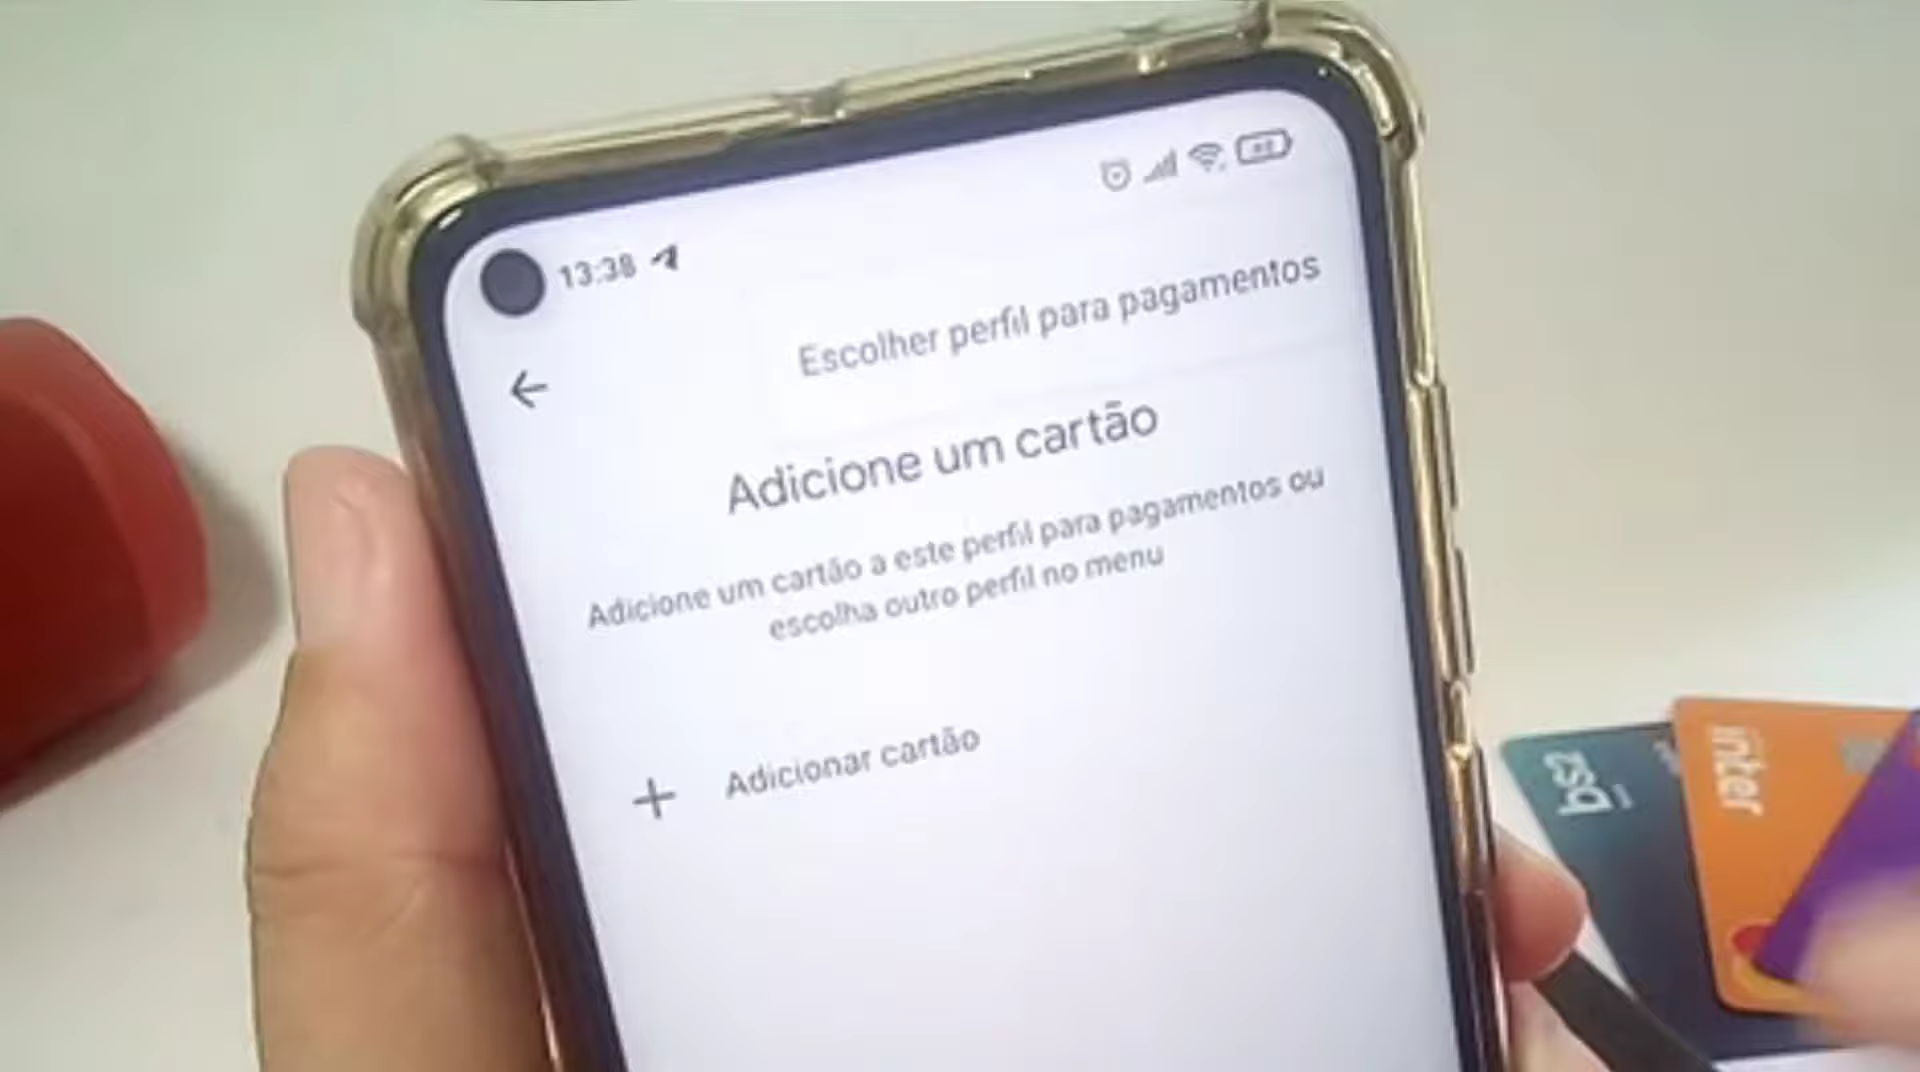 13:38
Escolher perfil para pagamentos
Adicione um cartão
Adicione um cartão a este perfil para pagamentos ou
escolha outro perfil no menu
Adicionar cartão
bs2
inter